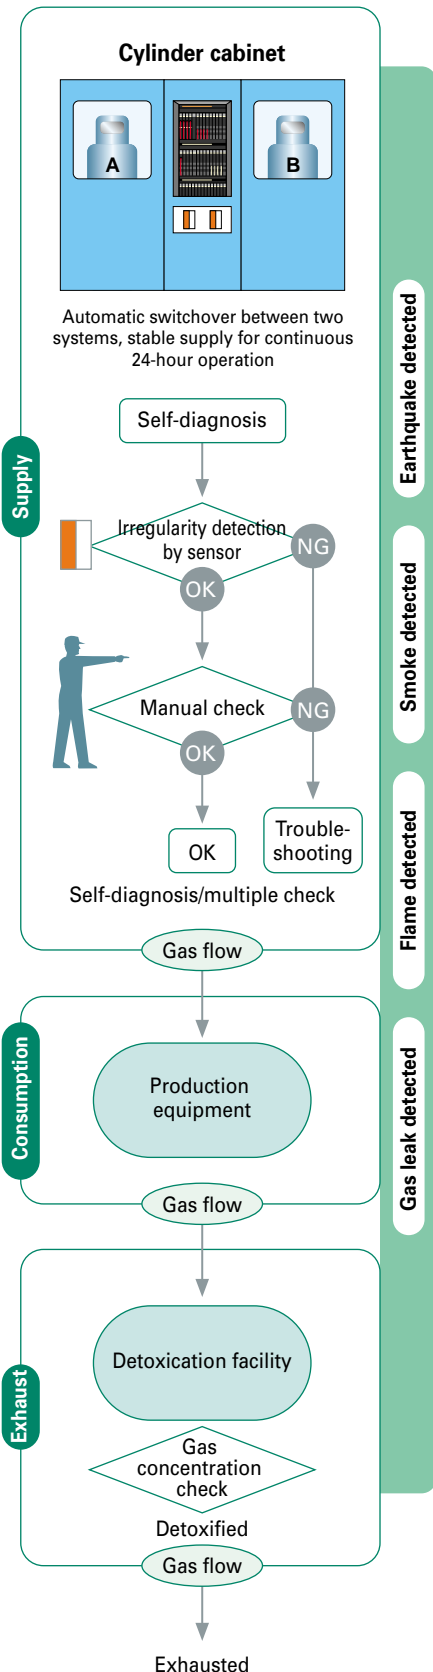 Cylinder cabinet
A
B
Automatic switchover between two
systems, stable supply for continuous
24-hour operation
Supply
Self-diagnosis
Irregularity detection
by sensor
NG
OK
Manual check
NG
OK
OK
Trouble-
shooting
Self-diagnosis/multiple check
Gas flow
Consumption
Production
equipment
Gas flow
Exhaust
Detoxication facility
Gas
concentration
check
Detoxified
Gas flow
Exhausted
Earthquake detected
Smoke detected
Flame detected
Gas leak detected